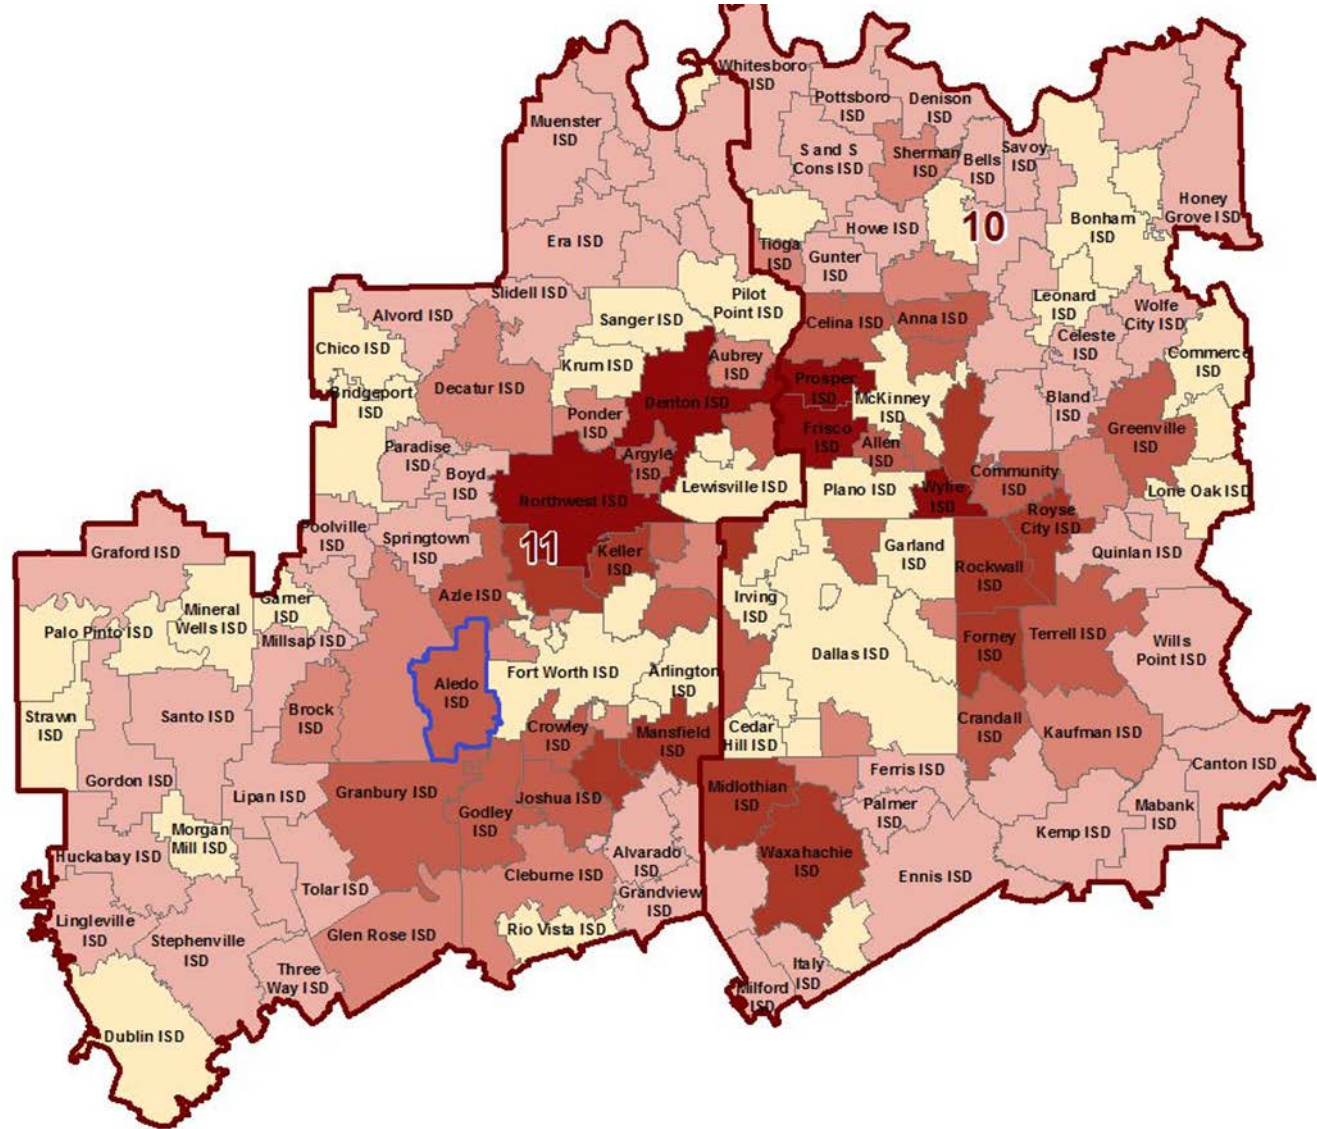 Whitesboro
ISD
Pottsboro
ISD
Denison
ISD
Muenster
ISD
S and S
Cons ISD
Sherman
ISD
Bells
ISD
Savoy
ISD
Honey
Grove ISD
Bonham
ISD
10
Era ISD
Tioga
ISD
Howe ISD
Gunter
ISD
Slidell ISD
Alvord ISD
Sanger ISD
Pilot
Point ISD
Celina ISD
Anna ISD
Leonard
ISD
Wolfe
City ISD
Celeste
ISD
Commerce
ISD
Chico ISD
Krum ISD
Aubrey
ISD
Prosper
ISD
McKinney
ISD
Bland
ISD
Bridgeport
ISD
Decatur ISD
Denton ISD
Ponder
ISD
Frisco
ISD
Allen
ISD
Greenville
ISD
Paradise
ISD
Boyd
ISD
Argyle
ISD
Northwest ISD
Lewisville ISD
Plano ISD
Wylie
ISD
Community
ISD
Lone Oak ISD
Royse
City ISD
Graford ISD
Poolville
ISD
Springtown
ISD
11
Keller
ISD
Garland
ISD
Rockwall
ISD
Quinlan ISD
Palo Pinto ISD
Mineral
Wells ISD
Garner
ISD
Millsap ISD
Azle ISD
Irving
ISD
Forney
ISD
Terrell ISD
Wills
Point ISD
Dallas ISD
Fort Worth ISD
Arlington
ISD
Aledo
ISD
Strawn
ISD
Santo ISD
Brock
ISD
Crowley
ISD
Mansfield
ISD
Cedar
Hill ISD
Crandall
ISD
Kaufman ISD
Canton ISD
Gordon ISD
Lipan ISD
Granbury ISD
Godley
ISD
Joshua ISD
Midlothian
ISD
Ferris ISD
Palmer
ISD
Mabank
ISD
Kemp ISD
Morgan
Mill ISD
Huckabay ISD
Tolar ISD
Cleburne ISD
Alvarado
ISD
Waxahachie
ISD
Ennis ISD
Grandview
ISD
Lingleville
ISD
Stephenville
ISD
Glen Rose ISD
Rio Vista ISD
Three
Way ISD
Italy
ISD
Milford
ISD
Dublin ISD